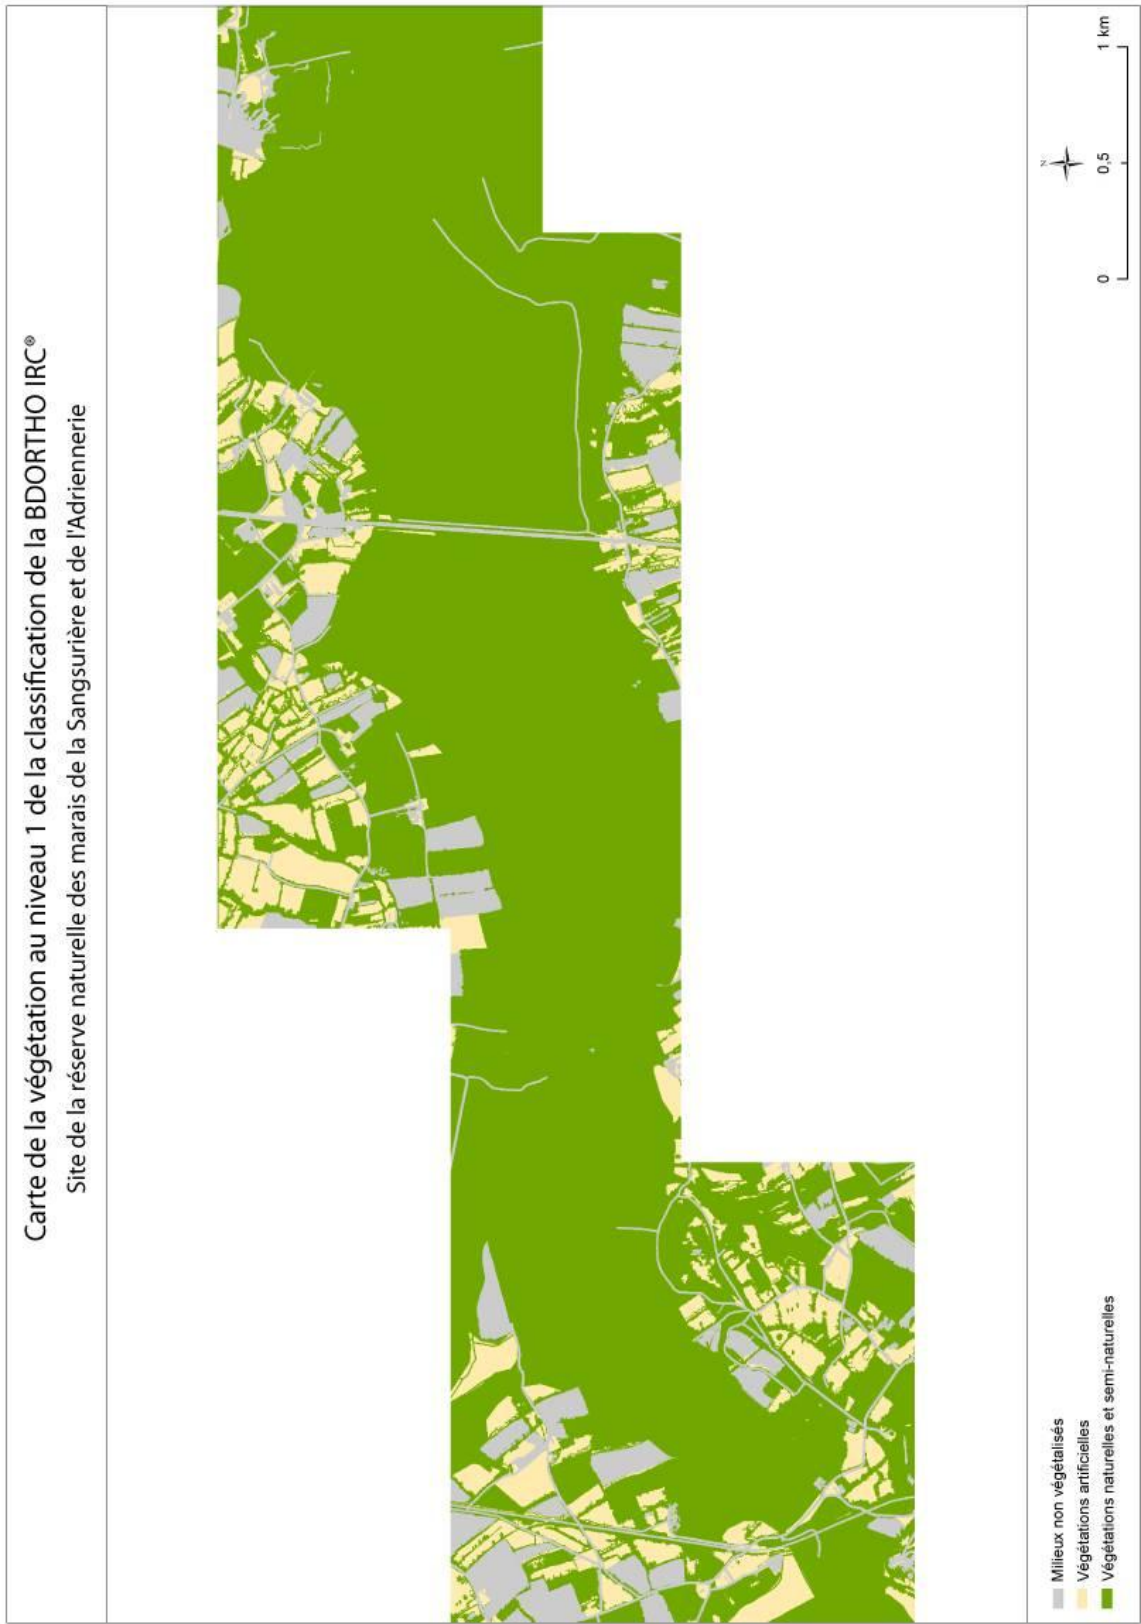 Carte de la végétation au niveau 1 de la classification de la BDORTHO IRC®
Site de la réserve naturelle des marais de la Sangsurière et de l'Adriennerie
Milieux non végétalisés
Végétations artificielles
Végétations naturelles et semi-naturelles
N
0 0,5 1 km